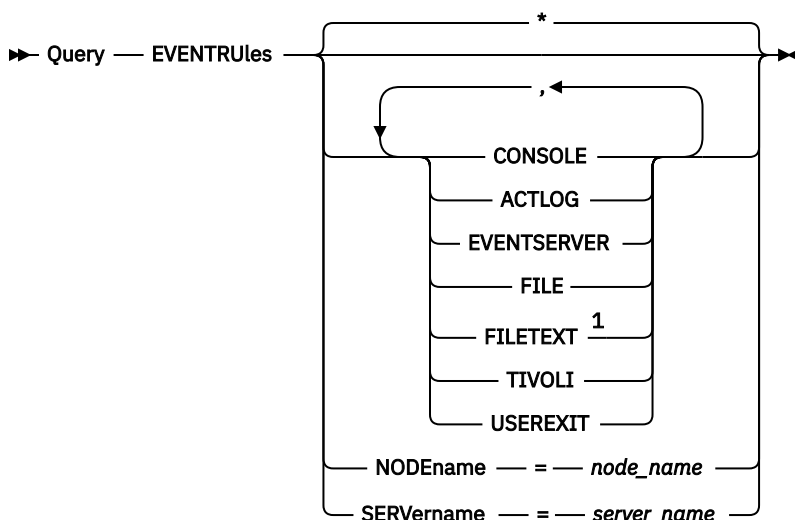 *
Query EVENTRUles
,
CONSOLE
ACTLOG
EVENTSERVER
FILE
FILETEXT 1
TIVOLI
USEREXIT
NODEname = node_name
SERVername = server_name